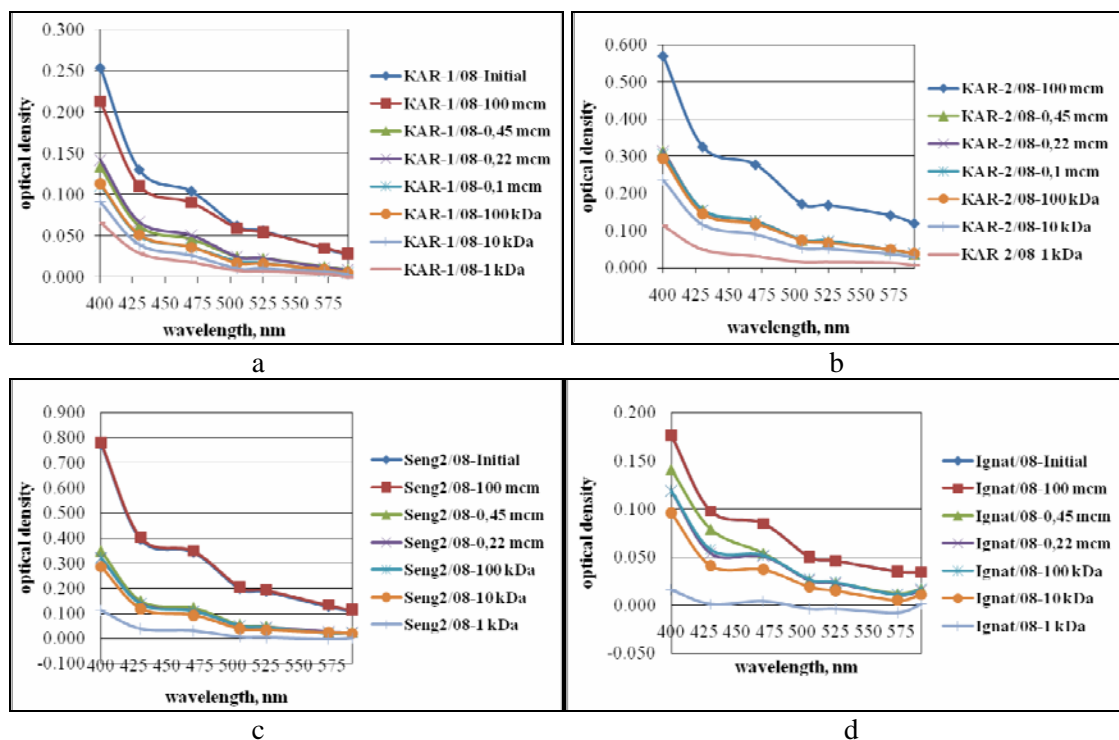 0.300
0.250
0.200
0.150
0.100
0.050
0.000
optical density
400 425 450 475 500 525 550 575
wavelength, nm
KAR-1/08-Initial
KAR-1/08-100 mcm
KAR-1/08-0,45 mcm
KAR-1/08-0,22 mcm
KAR-1/08-0,1 mcm
KAR-1/08-100 kDa
KAR-1/08-10 kDa
KAR-1/08-1 kDa
a
0.600
0.500
0.400
0.300
0.200
0.100
0.000
optical density
400 425 450 475 500 525 550 575
wavelength, nm
KAR-2/08-100 mcm
KAR-2/08-0,45 mcm
KAR-2/08-0,22 mcm
KAR-2/08-0,1 mcm
KAR-2/08-100 kDa
KAR-2/08-10 kDa
KAR 2/08 1 kDa
b
0.900
0.800
0.700
0.600
0.500
0.400
0.300
0.200
0.100
0.000
-0.100
optical density
400 425 450 475 500 525 550 575
wavelength, nm
Seng2/08-Initial
Seng2/08-100 mcm
Seng2/08-0,45 mcm
Seng2/08-0,22 mcm
Seng2/08-100 kDa
Seng2/08-10 kDa
Seng2/08-1 kDa
c
0.200
0.150
0.100
0.050
0.000
-0.050
optical density
400 425 450 475 500 525 550 575
wavelength, nm
Ignat/08-Initial
Ignat/08-100 mcm
Ignat/08-0,45 mcm
Ignat/08-0,22 mcm
Ignat/08-100 kDa
Ignat/08-10 kDa
Ignat/08-1 kDa
d